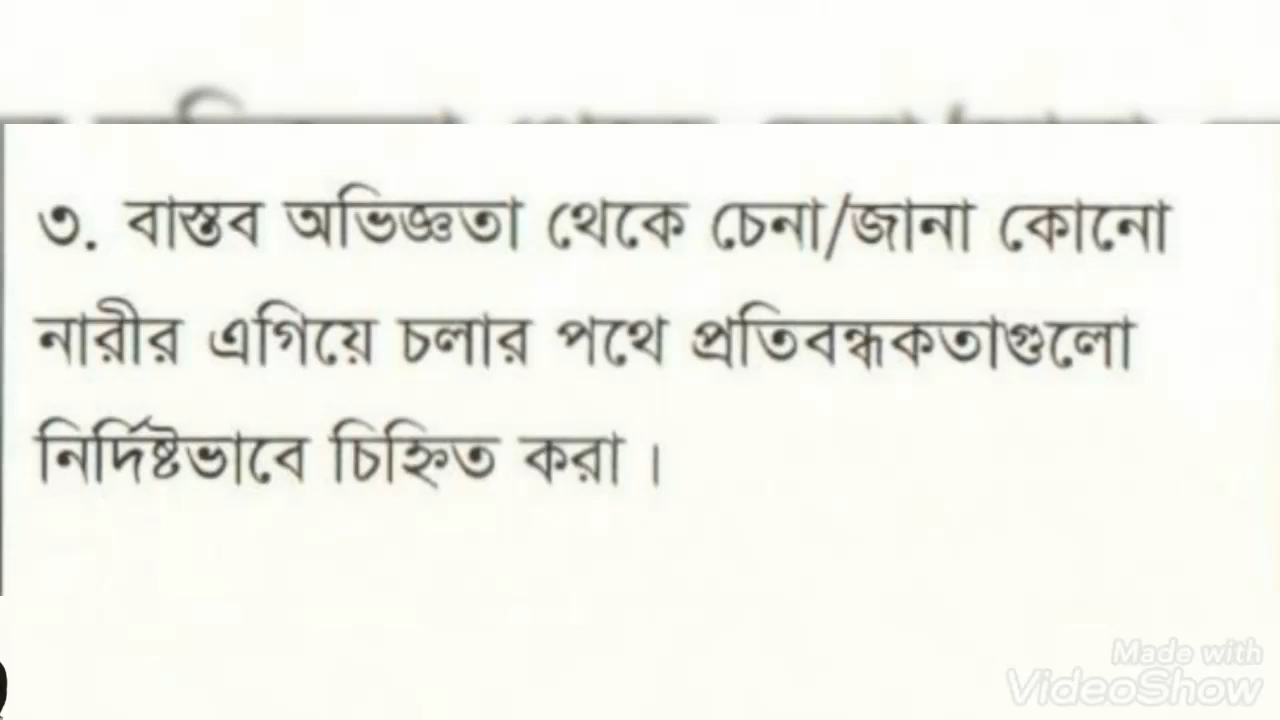 ৩. বাস্তব অভিজ্ঞতা থেকে চেনা/জানা কোনো
নারীর এগিয়ে চলার পথে প্রতিবন্ধকতাগুলো
নির্দিষ্টভাবে চিহ্নিত করা।
Made with
VideoShow